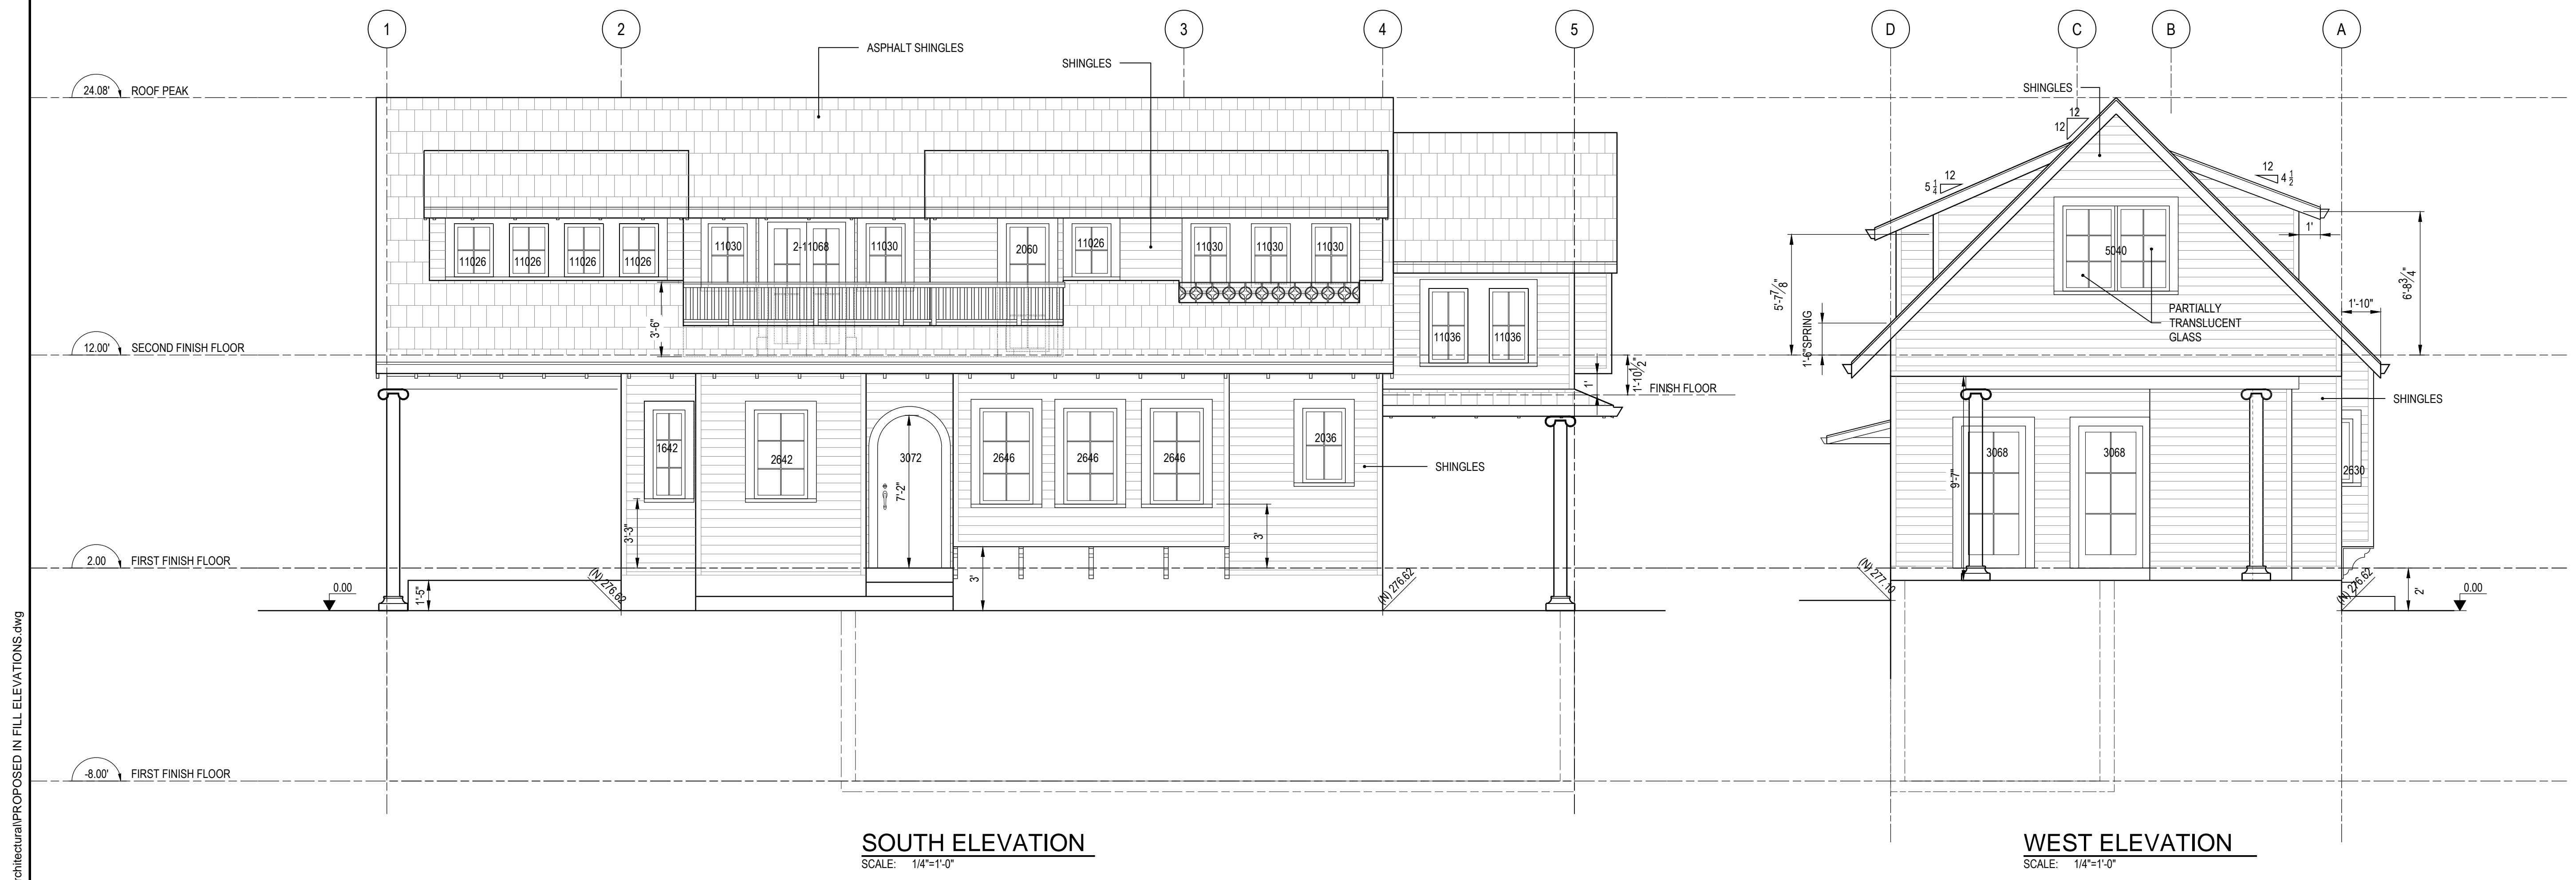 1
2
3
4
5
D
C
B
A
ASPHALT SHINGLES
SHINGLES
SHINGLES
24.08' ROOF PEAK
12
12
12
5 1/4
12
4 1/2
11026
11026
11026
11026
11030
2-11068
11030
2060
11026
11030
11030
11030
5040
1'
5'-7 7/8"
6'-8 3/4"
1'-10"
PARTIALLY
TRANSLUCENT
GLASS
1'-6"SPRING
3'-6"
11036
11036
12.00' SECOND FINISH FLOOR
1'-10 1/2"
1'
FINISH FLOOR
SHINGLES
1642
2642
3072
7'-2"
2646
2646
2646
2036
SHINGLES
3068
3068
9'-7"
2630
3'-3"
3'
2.00 FIRST FINISH FLOOR
0.00
1'-5"
(N) 276.62
3'
(N) 276.62
(N) 277.10
(N) 276.62
2'
0.00
-8.00' FIRST FINISH FLOOR
SOUTH ELEVATION
SCALE: 1/4"=1'-0"
WEST ELEVATION
SCALE: 1/4"=1'-0"
rchitectural\PROPOSED IN FILL ELEVATIONS.dwg